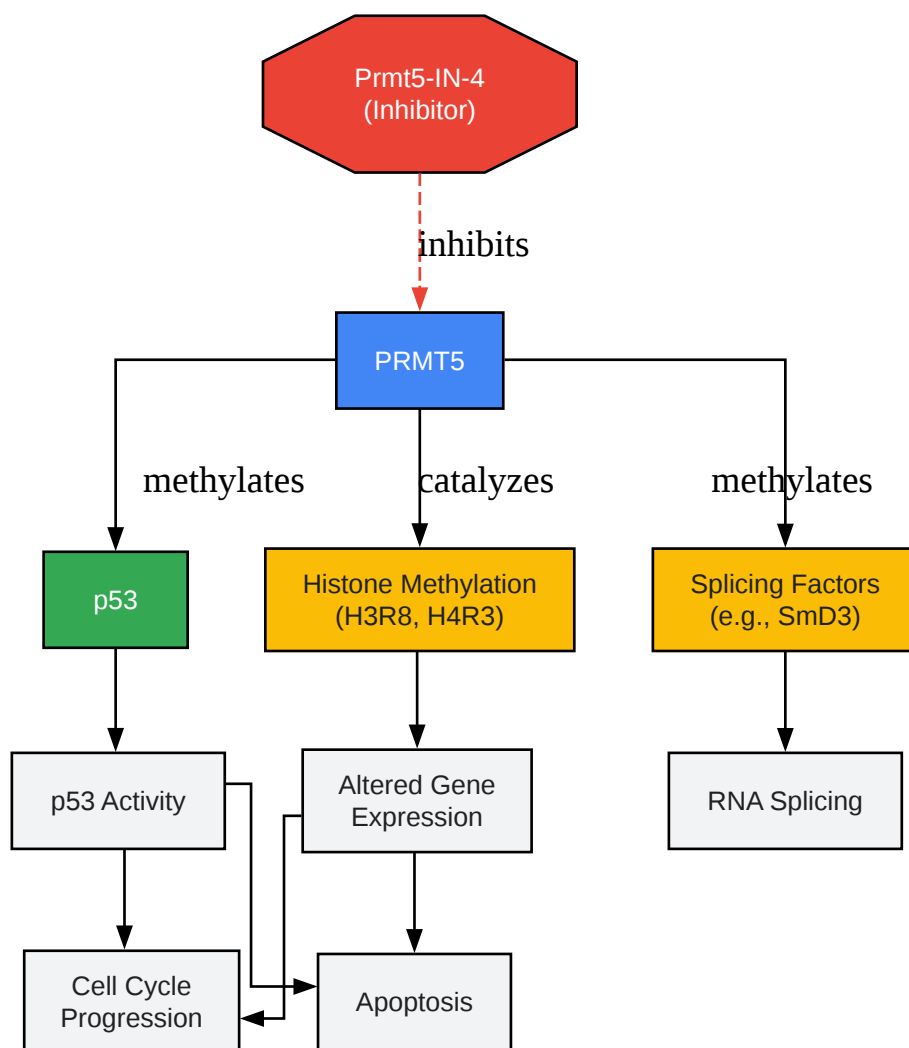 Prmt5-IN-4
(Inhibitor)
inhibits
PRMT5
methylates
catalyzes
methylates
p53
Histone Methylation
(H3R8, H4R3)
Splicing Factors
(e.g., SmD3)
p53 Activity
Altered Gene
Expression
RNA Splicing
Cell Cycle
Progression
Apoptosis